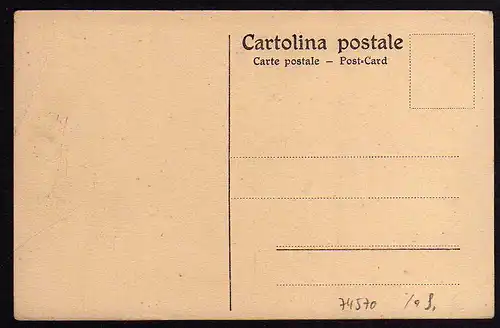 Cartolina postale
Carte postale – Post-Card
74570